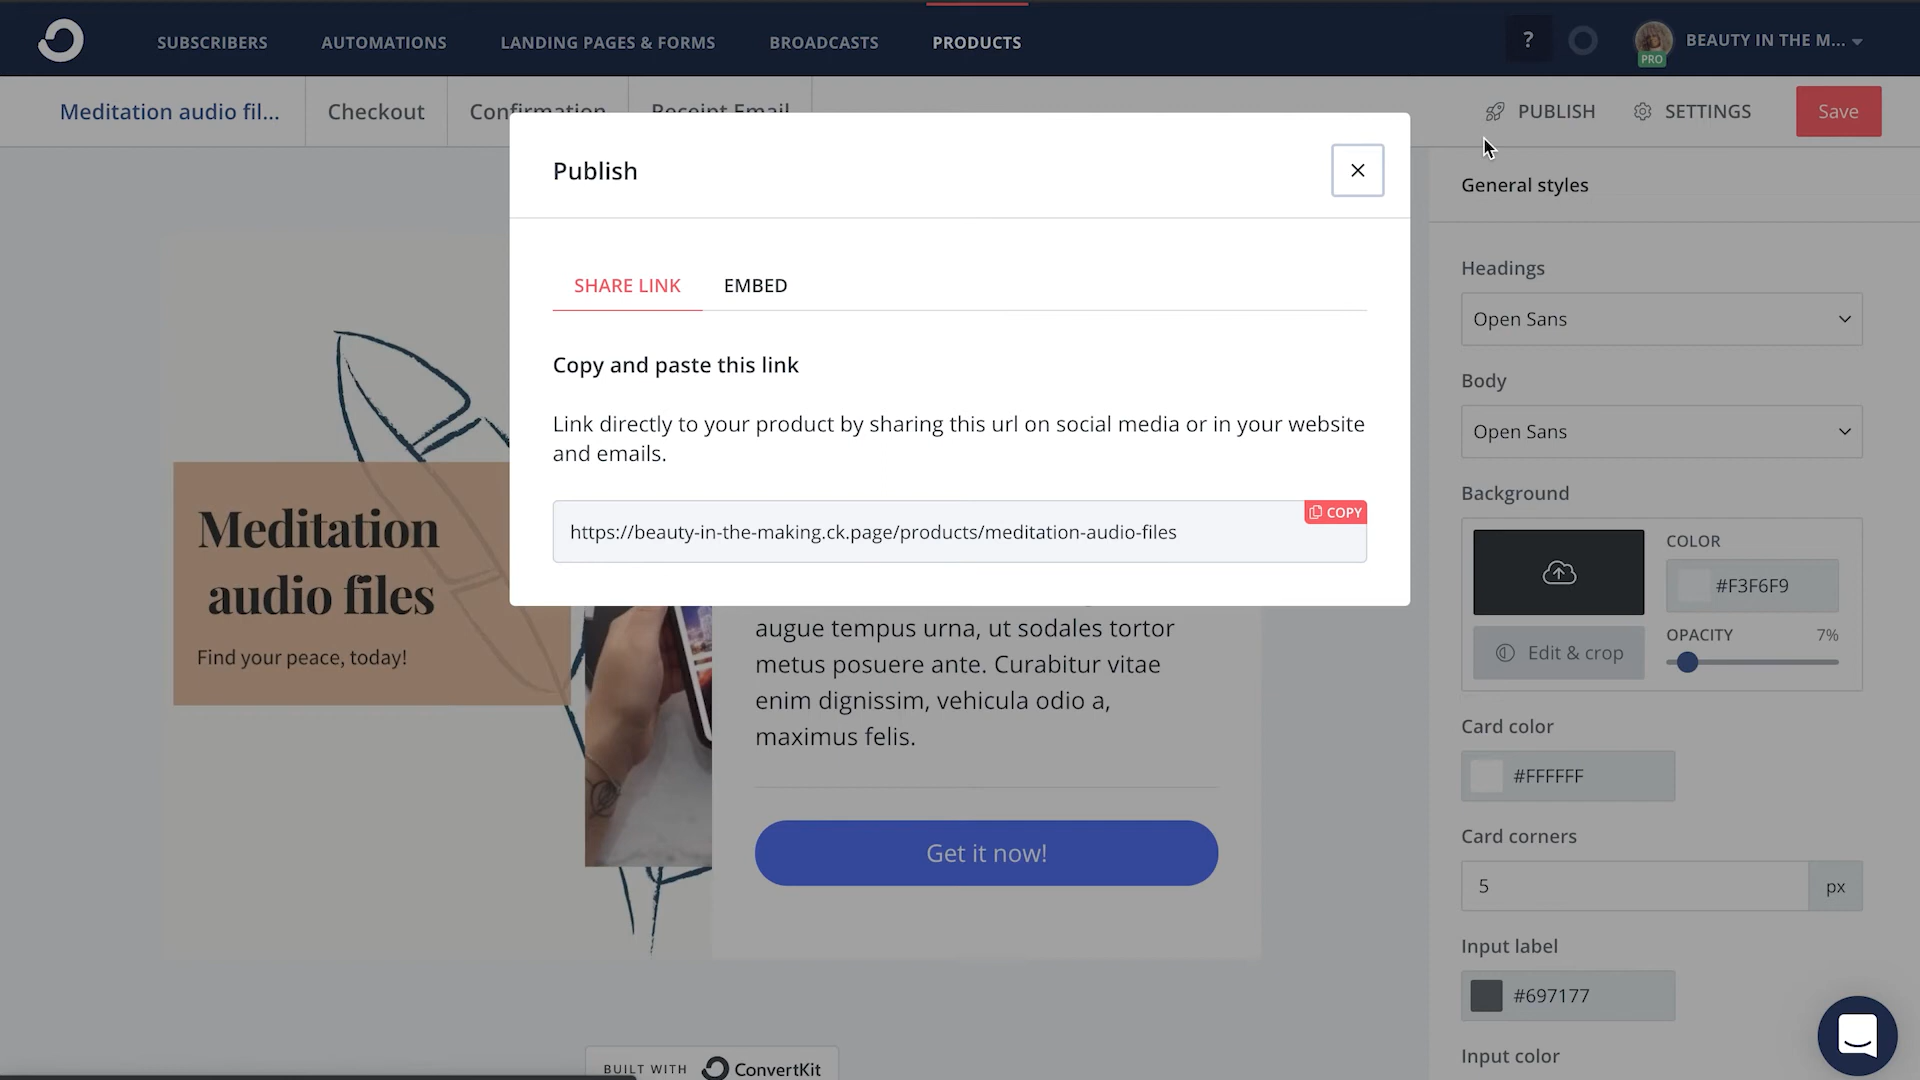 SUBSCRIBERS
AUTOMATIONS
LANDING PAGES & FORMS
BROADCASTS
PRODUCTS
?
PRO
BEAUTY IN THE M...
Meditation audio fil...
Checkout
Confirmation
Receipt Email
PUBLISH
SETTINGS
Save
Publish
SHARE LINK
EMBED
Copy and paste this link
Link directly to your product by sharing this url on social media or in your website
and emails.
COPY
https://beauty-in-the-making.ck.page/products/meditation-audio-files
Meditation
audio files
Find your peace, today!
augue tempus urna, ut sodales tortor
metus posuere ante. Curabitur vitae
enim dignissim, vehicula odio a,
maximus felis.
Get it now!
BUILT WITH ConvertKit
General styles
Headings
Open Sans
Body
Open Sans
Background
COLOR
#F3F6F9
Edit & crop
OPACITY 7%
Card color
#FFFFFF
Card corners
5 px
Input label
#697177
Input color